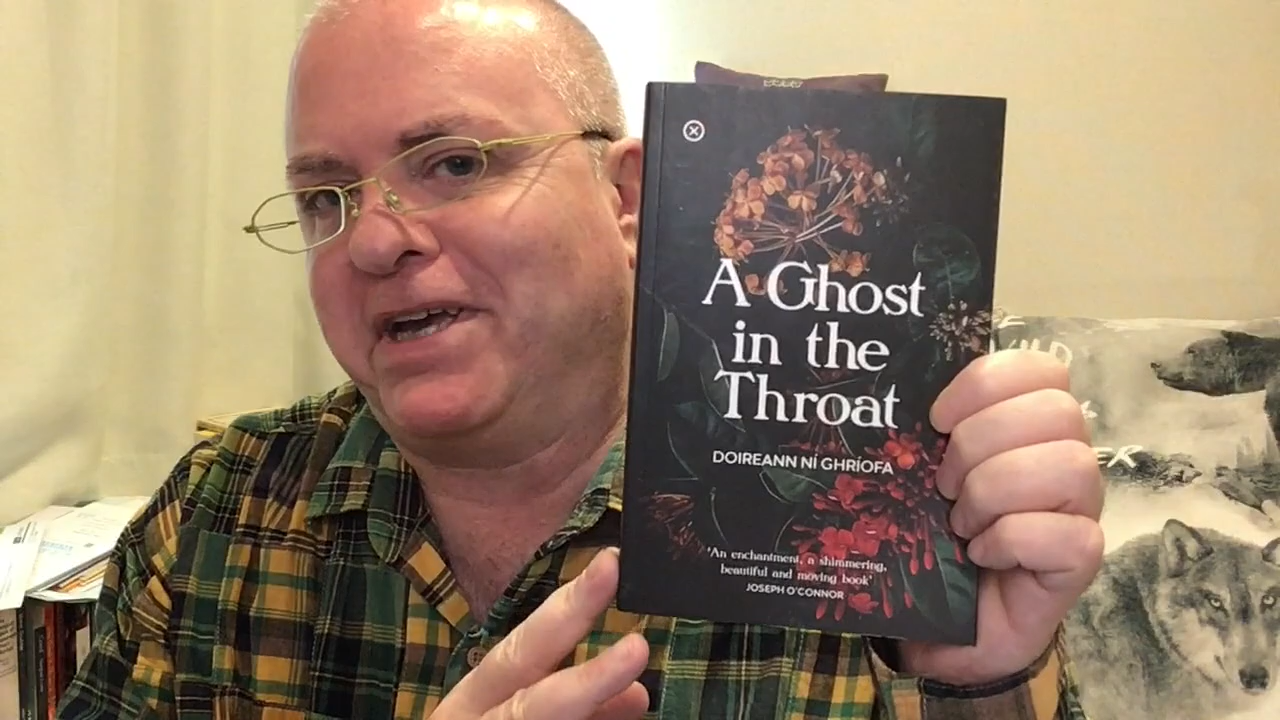 A Ghost
in the
Throat
DOIREANN NÍ GHRÍOFA
'An enchantment, a shimmering,
beautiful and moving book'
JOSEPH O'CONNOR